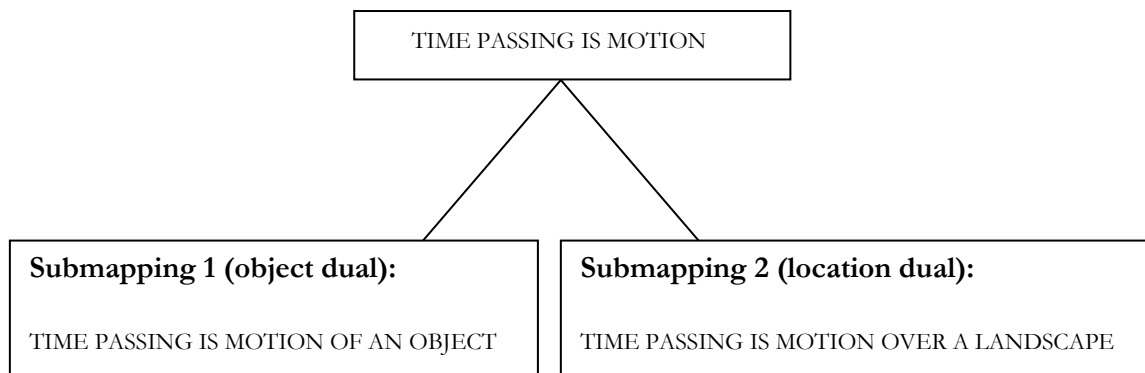 TIME PASSING IS MOTION
Submapping 1 (object dual):
TIME PASSING IS MOTION OF AN OBJECT
Submapping 2 (location dual):
TIME PASSING IS MOTION OVER A LANDSCAPE